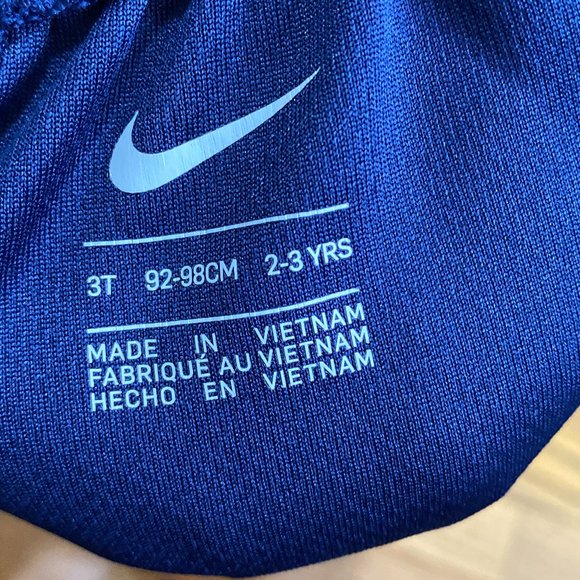 3T 92-98CM 2-3 YRS
MADE IN VIETNAM
FABRIQUÉ AU VIETNAM
HECHO EN VIETNAM